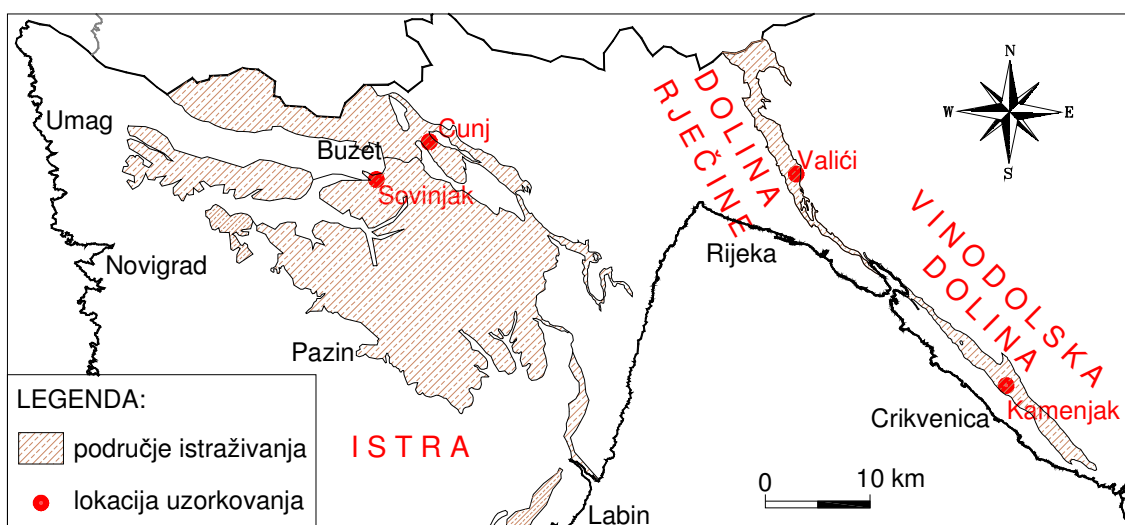 N
W
E
S
DOLINA
RJEČINE
Umag
Cunj
Buzet
Sovinjak
Valići
VINODOLSKA
DOLINA
Novigrad
Rijeka
Pazin
Kamenjak
Crikvenica
LEGENDA:
područje istraživanja
lokacija uzorkovanja
ISTRA
0 10 km
Labin